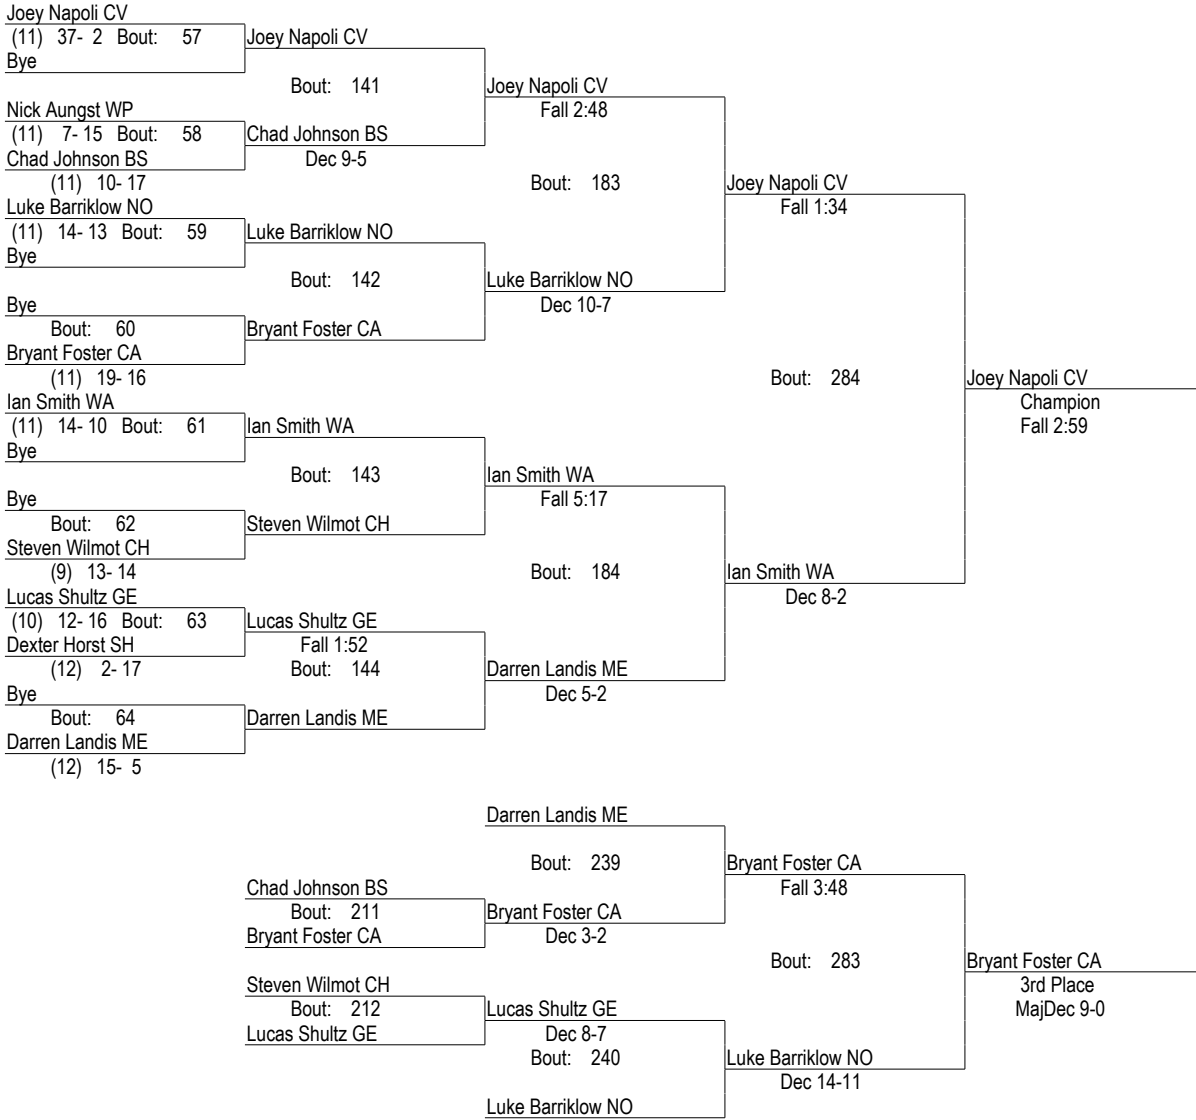 Joey Napoli CV
(11) 37- 2 Bout: 57
Bye
Joey Napoli CV
Bout: 141
Nick Aungst WP
(11) 7- 15 Bout: 58
Chad Johnson BS
(11) 10- 17
Chad Johnson BS
Dec 9-5
Joey Napoli CV
Fall 2:48
Bout: 183
Luke Barriklow NO
(11) 14- 13 Bout: 59
Bye
Luke Barriklow NO
Bout: 142
Bye
Bout: 60
Bryant Foster CA
(11) 19- 16
Bryant Foster CA
Luke Barriklow NO
Dec 10-7
Joey Napoli CV
Fall 1:34
Bout: 284
Ian Smith WA
(11) 14- 10 Bout: 61
Bye
Ian Smith WA
Bout: 143
Bye
Bout: 62
Steven Wilmot CH
(9) 13- 14
Steven Wilmot CH
Ian Smith WA
Fall 5:17
Bout: 184
Lucas Shultz GE
(10) 12- 16 Bout: 63
Dexter Horst SH
(12) 2- 17
Lucas Shultz GE
Fall 1:52
Bout: 144
Bye
Bout: 64
Darren Landis ME
(12) 15- 5
Darren Landis ME
Darren Landis ME
Dec 5-2
Ian Smith WA
Dec 8-2
Joey Napoli CV
Champion
Fall 2:59
Darren Landis ME
Bout: 239
Chad Johnson BS
Bout: 211
Bryant Foster CA
Bryant Foster CA
Dec 3-2
Bryant Foster CA
Fall 3:48
Bout: 283
Steven Wilmot CH
Bout: 212
Lucas Shultz GE
Lucas Shultz GE
Dec 8-7
Bout: 240
Luke Barriklow NO
Luke Barriklow NO
Dec 14-11
Bryant Foster CA
3rd Place
MajDec 9-0